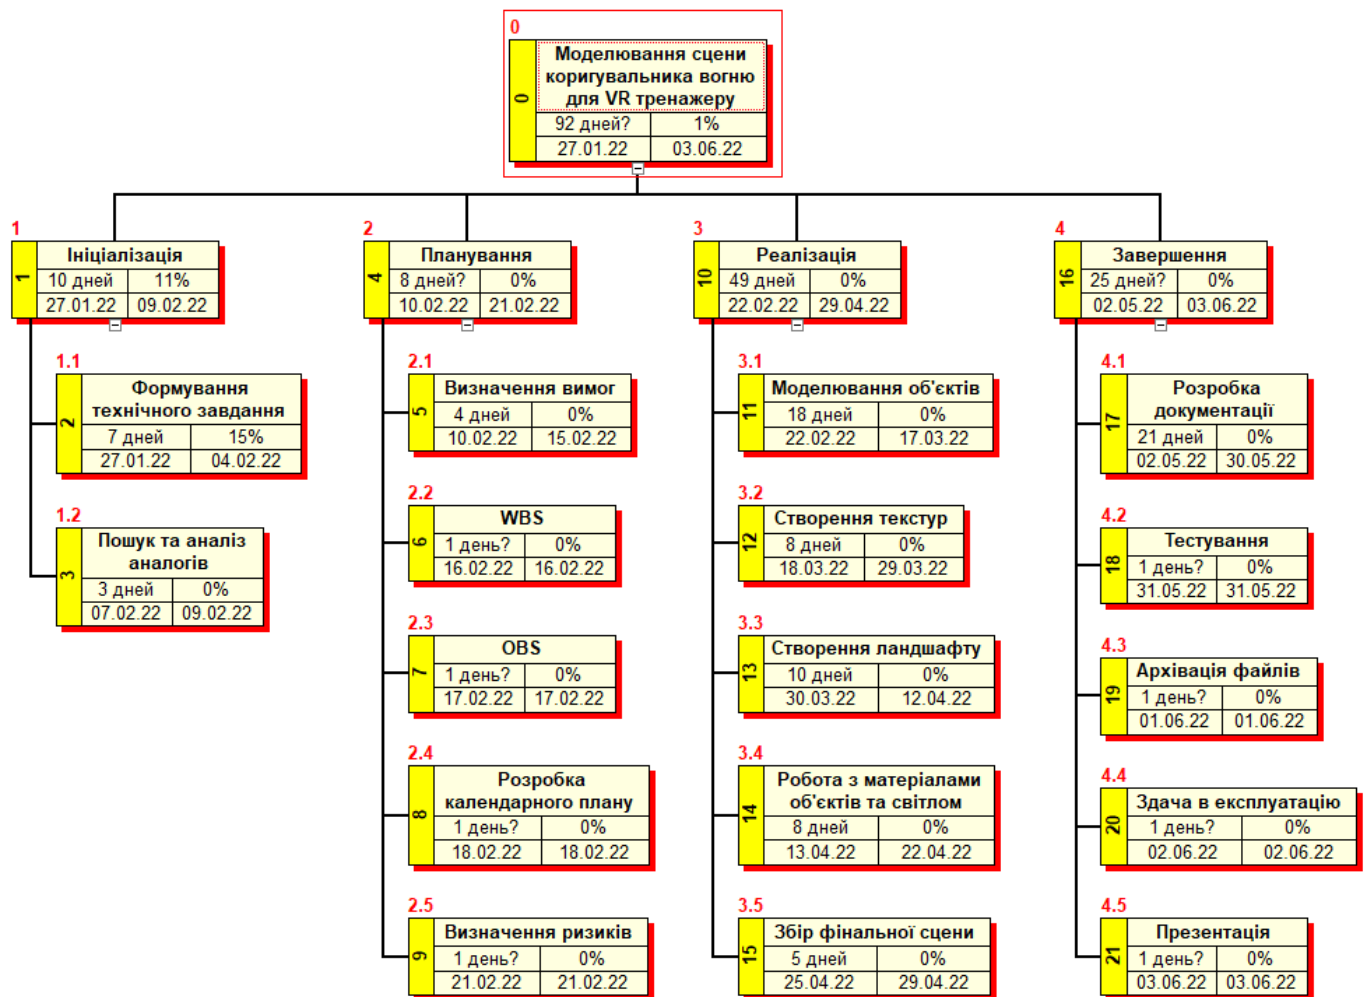 0
0
Моделювання сцени
коригувальника вогню
для VR тренажеру
92 дней? 1%
27.01.22 03.06.22
1
1
Ініціалізація
10 дней 11%
27.01.22 09.02.22
1.1
2
Формування
технічного завдання
7 дней 15%
27.01.22 04.02.22
1.2
3
Пошук та аналіз
аналогів
3 дней 0%
07.02.22 09.02.22
2
4
Планування
8 дней? 0%
10.02.22 21.02.22
2.1
5
Визначення вимог
4 дней 0%
10.02.22 15.02.22
2.2
6
WBS
1 день? 0%
16.02.22 16.02.22
2.3
7
OBS
1 день? 0%
17.02.22 17.02.22
2.4
8
Розробка
календарного плану
1 день? 0%
18.02.22 18.02.22
2.5
9
Визначення ризиків
1 день? 0%
21.02.22 21.02.22
3
10
Реалізація
49 дней 0%
22.02.22 29.04.22
3.1
11
Моделювання об'єктів
18 дней 0%
22.02.22 17.03.22
3.2
12
Створення текстур
8 дней 0%
18.03.22 29.03.22
3.3
13
Створення ландшафту
10 дней 0%
30.03.22 12.04.22
3.4
14
Робота з матеріалами
об'єктів та світлом
8 дней 0%
13.04.22 22.04.22
3.5
15
Збір фінальної сцени
5 дней 0%
25.04.22 29.04.22
4
16
Завершення
25 дней? 0%
02.05.22 03.06.22
4.1
17
Розробка
документації
21 дней 0%
02.05.22 30.05.22
4.2
18
Тестування
1 день? 0%
31.05.22 31.05.22
4.3
19
Архівація файлів
1 день? 0%
01.06.22 01.06.22
4.4
20
Здача в експлуатацію
1 день? 0%
02.06.22 02.06.22
4.5
21
Презентація
1 день? 0%
03.06.22 03.06.22